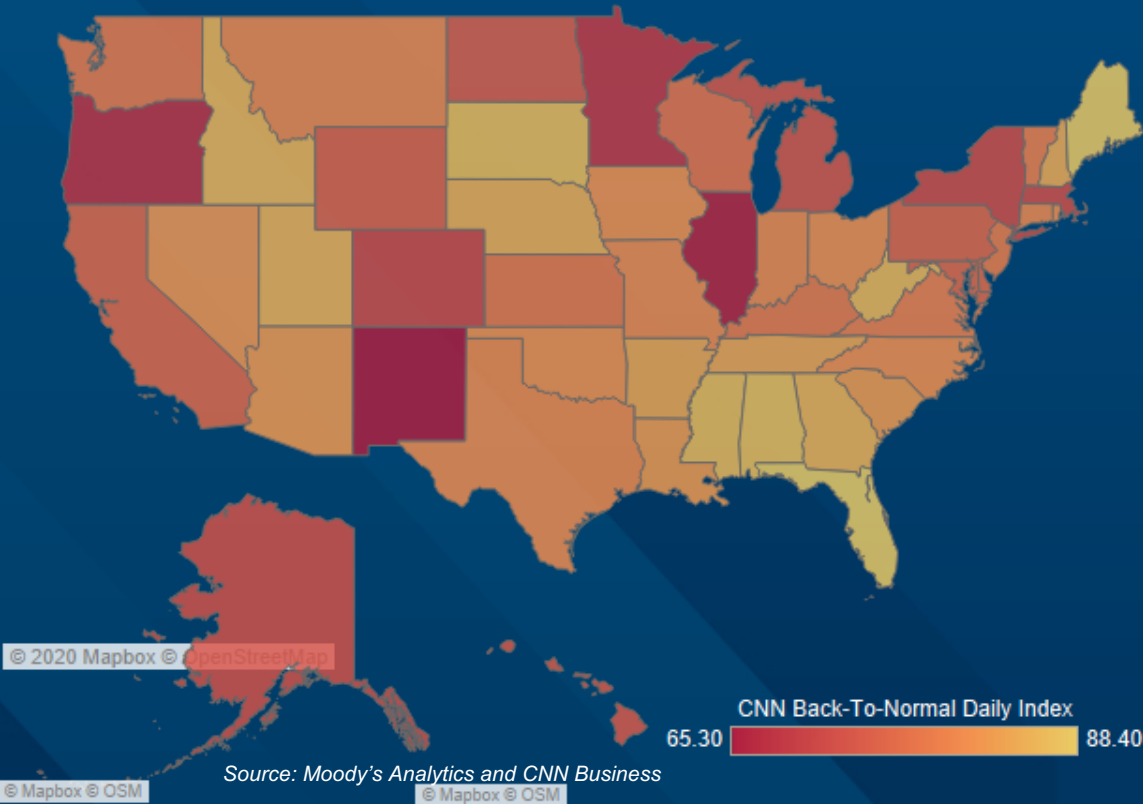 © 2020 Mapbox © OpenStreetMap
CNN Back-To-Normal Daily Index
65.30 88.40
Source: Moody's Analytics and CNN Business
© Mapbox © OSM
© Mapbox © OSM